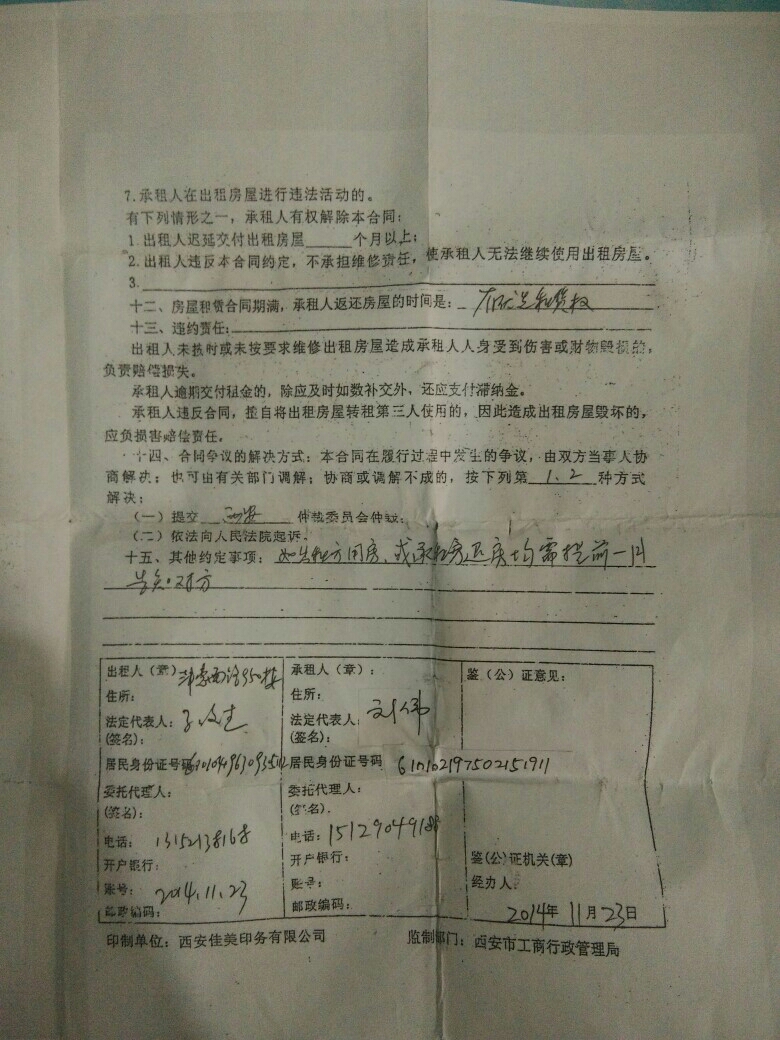 7.承租人在出租房屋进行违法活动的。
有下列情形之一，承租人有权解除本合同：
1.出租人迟延交付出租房屋______个月以上；
2.出租人违反本合同约定，不承担维修责任，使承租人无法继续使用出租房屋。
3.
十二、房屋租赁合同期满，承租人返还房屋的时间是：
十三、违约责任：
出租人未按时或未按要求维修出租房屋造成承租人人身受到伤害或财物毁损的，
负责赔偿损失。
承租人逾期交付租金的，除应及时如数补交外，还应支付滞纳金。
承租人违反合同，擅自将出租房屋转租第三人使用的，因此造成出租房屋毁坏的，
应负损害赔偿责任。
十四、合同争议的解决方式：本合同在履行过程中发生的争议，由双方当事人协
商解决；也可由有关部门调解；协商或调解不成的，按下列第 1、2 种方式
解决：
（一）提交 西安 仲裁委员会仲裁；
（二）依法向人民法院起诉。
十五、其他约定事项：如出租方用房、或承租房退房均需提前一月
告知对方
出租人（章） 承租人（章）： 鉴（公）证意见：
住所： 住所：
法定代表人： 法定代表人： 刘伟
(签名)： (签名)：
居民身份证号码 居民身份证号码 610102197502151911
委托代理人： 委托代理人：
(签名)： (签名)：
电话： 13152138168 电话：
开户银行： 开户银行： 鉴(公)证机关(章)
账号： 2014.11.23 账号： 经办人：
邮政编码： 邮政编码： 2014年 11月23日
印制单位：西安佳美印务有限公司 监制部门：西安市工商行政管理局